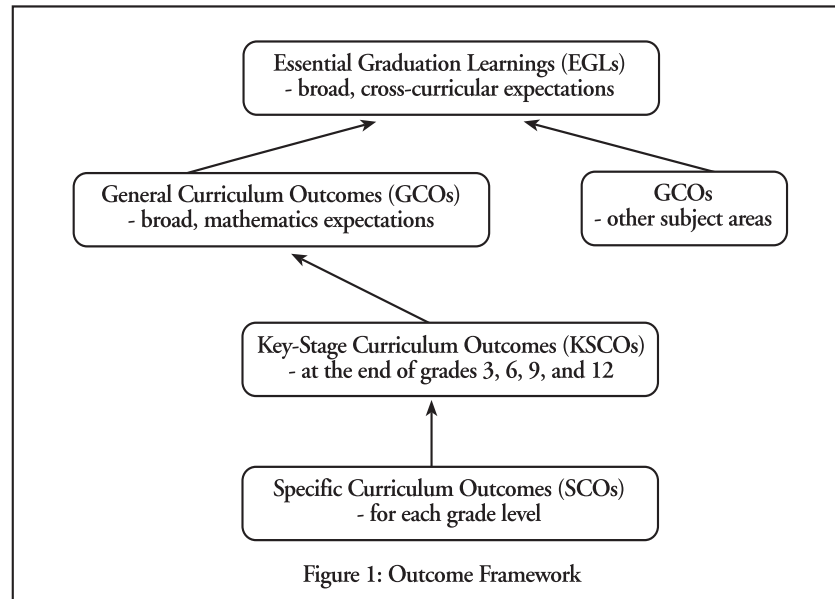 Essential Graduation Learnings (EGLs)
- broad, cross-curricular expectations
General Curriculum Outcomes (GCOs)
- broad, mathematics expectations
GCOs
- other subject areas
Key-Stage Curriculum Outcomes (KSCOs)
- at the end of grades 3, 6, 9, and 12
Specific Curriculum Outcomes (SCOs)
- for each grade level
Figure 1: Outcome Framework